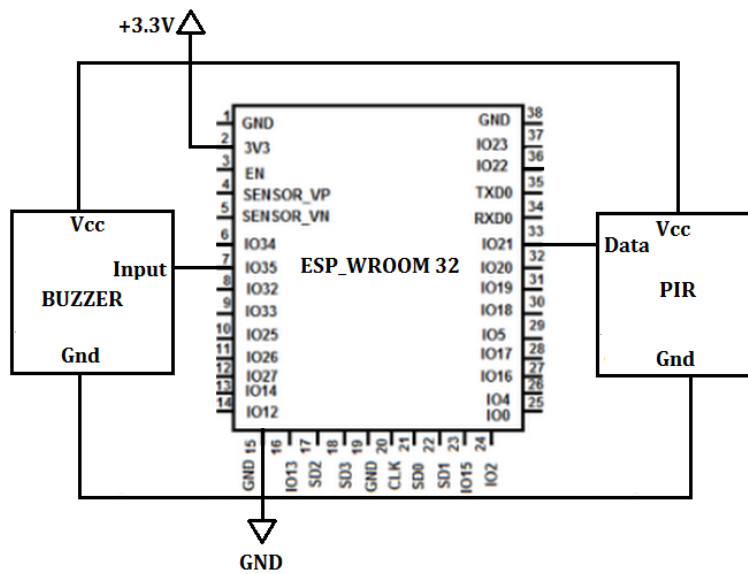 +3.3V
1 GND
2 3V3
3 EN
4 SENSOR_VP
5 SENSOR_VN
6 IO34
7 IO35
8 IO32
9 IO33
10 IO25
11 IO26
12 IO27
13 IO14
14 IO12
GND 38
IO23 37
IO22 36
TXD0 35
RXD0 34
IO21 33
IO20 32
IO19 31
IO18 30
IO5 29
IO17 28
IO16 27
IO4 26
IO0 25
ESP_WROOM 32
Vcc
Input
BUZZER
Gnd
Vcc
Data
PIR
Gnd
15 16 17 18 19 20 21 22 23 24
GND IO13 SD2 SD3 GND CLK SD0 SD1 IO15 IO2
GND